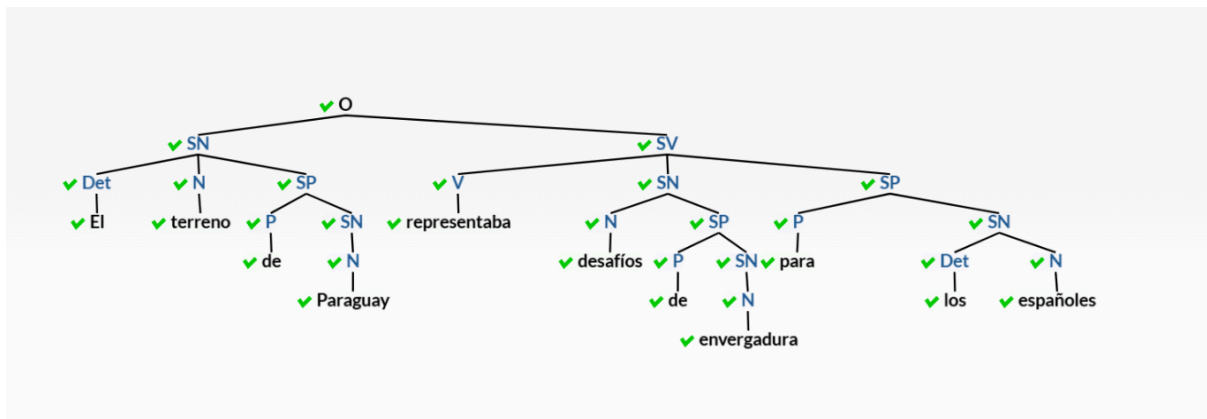 O
SN SV
Det N SP V SN SP
El terreno P SN representaba N SP P SN
de N desafíos P SN para Det N
Paraguay de N los españoles
envergadura